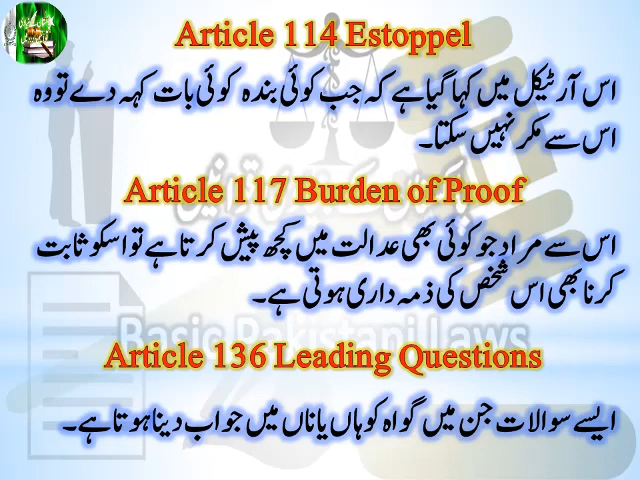 Article 114 Estoppel
اس آرٹیکل میں کہا گیا ہے کہ جب کوئی بندہ کوئی بات کہہ دے تو وہ
اس سے مکر نہیں سکتا۔
Article 117 Burden of Proof
اس سے مراد جو کوئی بھی عدالت میں کچھ پیش کرتا ہے تو اسکو ثابت
کرنا بھی اس شخص کی ذمہ داری ہوتی ہے۔
Basic Pakistani Laws
Article 136 Leading Questions
ایسے سوالات جن میں گواہ کو ہاں یا ناں میں جواب دینا ہوتا ہے۔